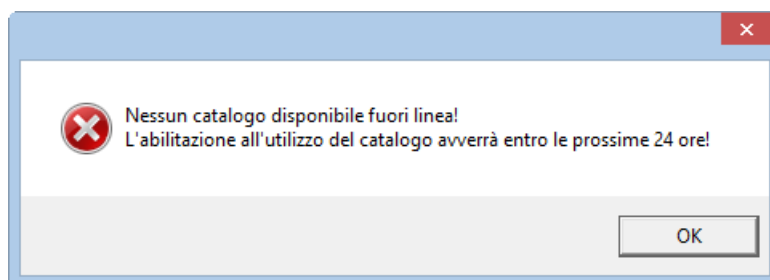 Nessun catalogo disponibile fuori linea!
L'abilitazione all'utilizzo del catalogo avverrà entro le prossime 24 ore!
OK